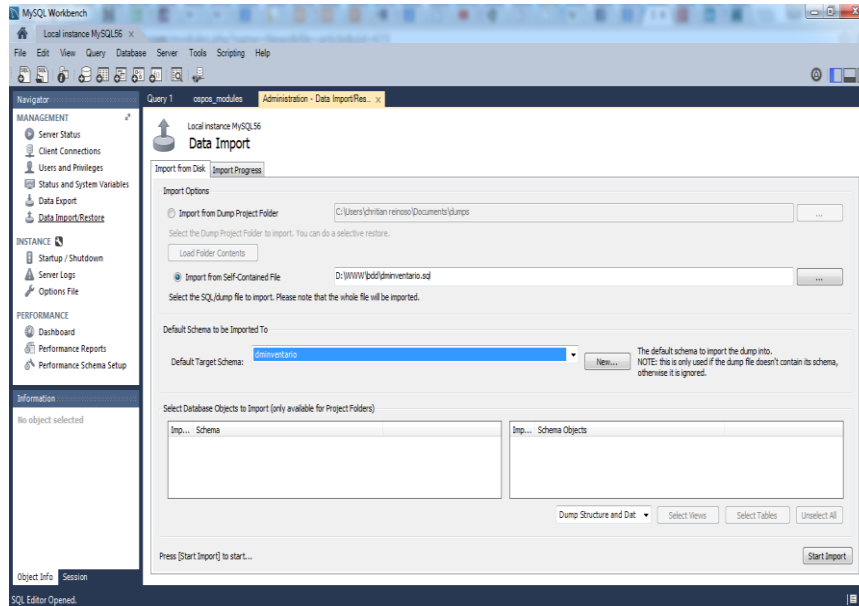 MySQL Workbench
Local instance MySQL56 ×
File Edit View Query Database Server Tools Scripting Help
Navigator
MANAGEMENT
Server Status
Client Connections
Users and Privileges
Status and System Variables
Data Export
Data Import/Restore
INSTANCE
Startup / Shutdown
Server Logs
Options File
PERFORMANCE
Dashboard
Performance Reports
Performance Schema Setup
Information
No object selected
Object Info Session
SQL Editor Opened.
Query 1 ospos_modules Administration - Data Import/Res... ×
Local instance MySQL56
Data Import
Import from Disk Import Progress
Import Options
Import from Dump Project Folder C:\Users\chritian reinoso\Documents\dumps ...
Select the Dump Project Folder to import. You can do a selective restore.
Load Folder Contents
Import from Self-Contained File D:\WWW\bdd\dminventario.sql ...
Select the SQL/dump file to import. Please note that the whole file will be imported.
Default Schema to be Imported To
Default Target Schema: dminventario New...
The default schema to import the dump into.
NOTE: this is only used if the dump file doesn't contain its schema,
otherwise it is ignored.
Select Database Objects to Import (only available for Project Folders)
Imp... Schema
Imp... Schema Objects
Dump Structure and Dat Select Views Select Tables Unselect All
Press [Start Import] to start...
Start Import